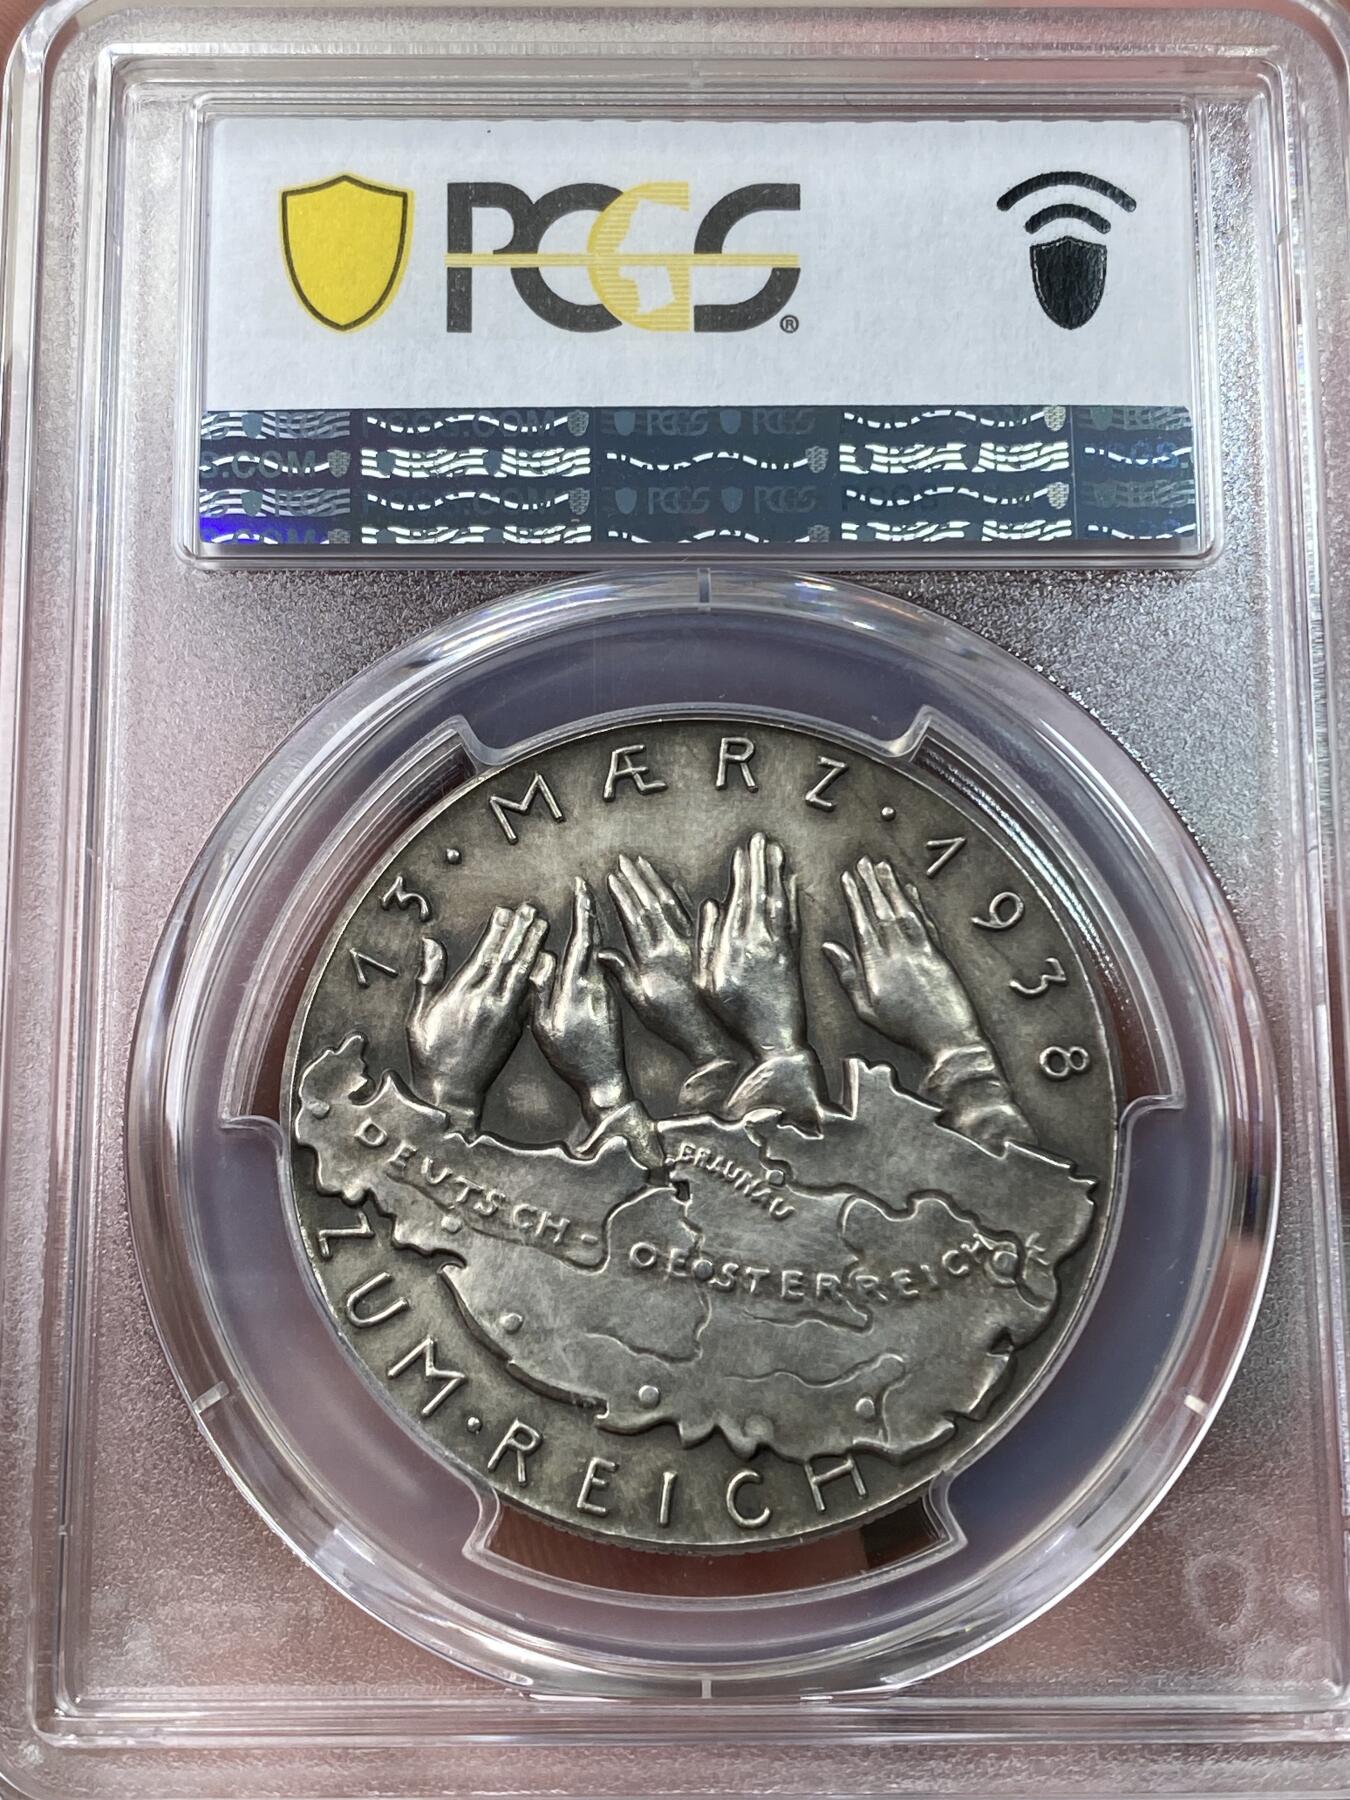 PCGS®
13·MÆRZ·1938
BRAUNAU
DEUTSCH-OESTERREICH
ZUM·REICH